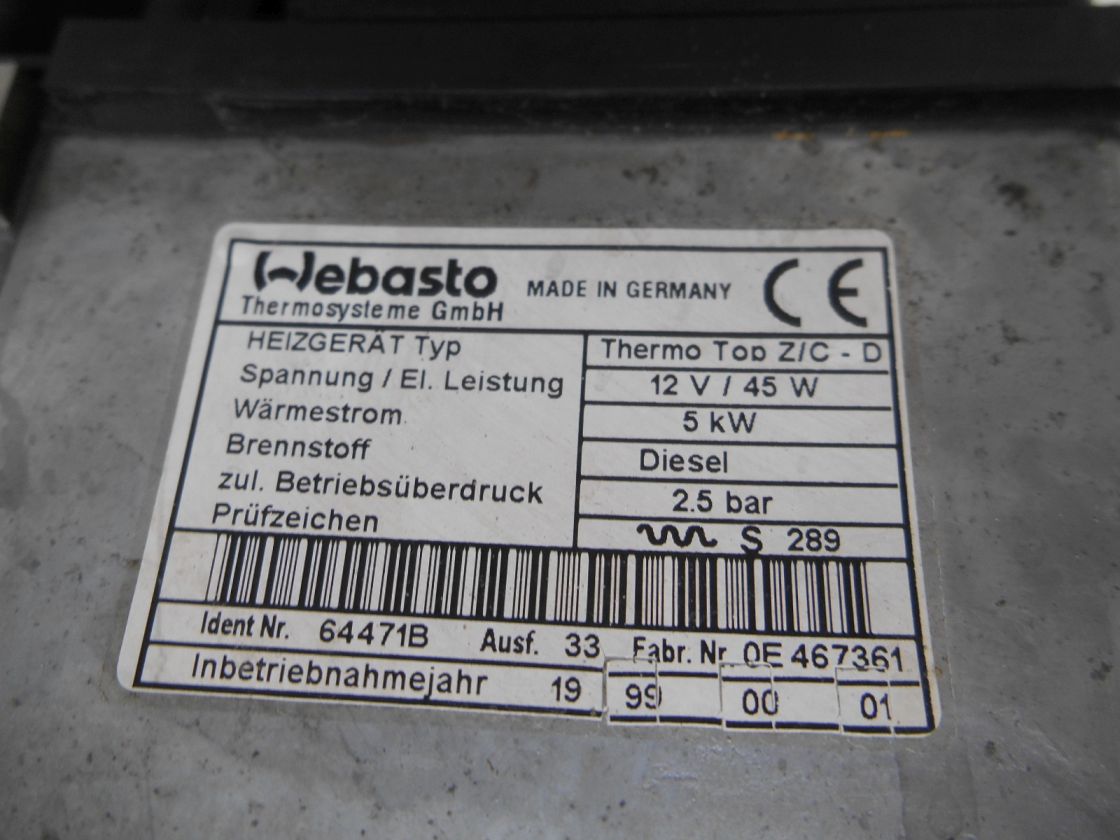 Webasto MADE IN GERMANY CE
Thermosysteme GmbH
HEIZGERÄT Typ Thermo Top Z/C - D
Spannung / El. Leistung 12 V / 45 W
Wärmestrom 5 kW
Brennstoff Diesel
zul. Betriebsüberdruck 2.5 bar
Prüfzeichen S 289
Ident Nr. 64471B Ausf. 33 Fabr. Nr 0E 467361
Inbetriebnahmejahr 19 99 00 01